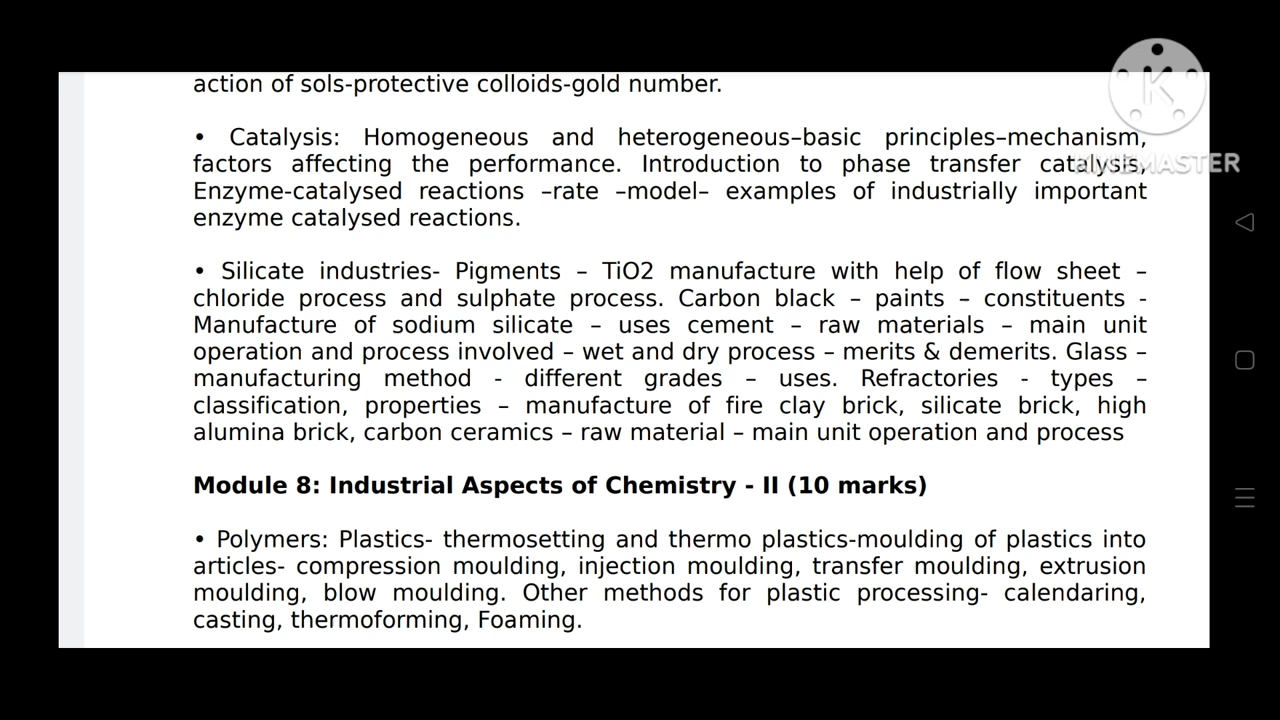 action of sols-protective colloids-gold number.
• Catalysis: Homogeneous and heterogeneous–basic principles–mechanism,
factors affecting the performance. Introduction to phase transfer catalysis,
Enzyme-catalysed reactions –rate –model– examples of industrially important
enzyme catalysed reactions.
• Silicate industries- Pigments – TiO2 manufacture with help of flow sheet –
chloride process and sulphate process. Carbon black – paints – constituents -
Manufacture of sodium silicate – uses cement – raw materials – main unit
operation and process involved – wet and dry process – merits & demerits. Glass –
manufacturing method - different grades – uses. Refractories - types –
classification, properties – manufacture of fire clay brick, silicate brick, high
alumina brick, carbon ceramics – raw material – main unit operation and process
Module 8: Industrial Aspects of Chemistry - II (10 marks)
• Polymers: Plastics- thermosetting and thermo plastics-moulding of plastics into
articles- compression moulding, injection moulding, transfer moulding, extrusion
moulding, blow moulding. Other methods for plastic processing- calendaring,
casting, thermoforming, Foaming.
K
KINEMASTER